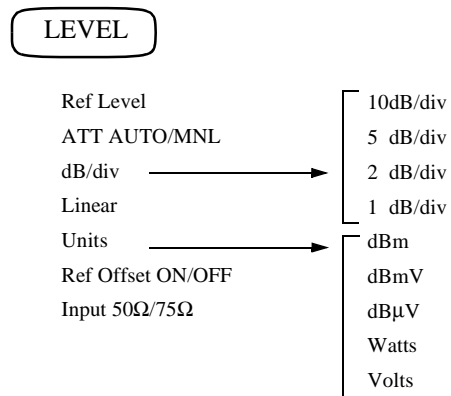 LEVEL
Ref Level
ATT AUTO/MNL
dB/div
Linear
Units
Ref Offset ON/OFF
Input 50Ω/75Ω
10dB/div
5 dB/div
2 dB/div
1 dB/div
dBm
dBmV
dBµV
Watts
Volts